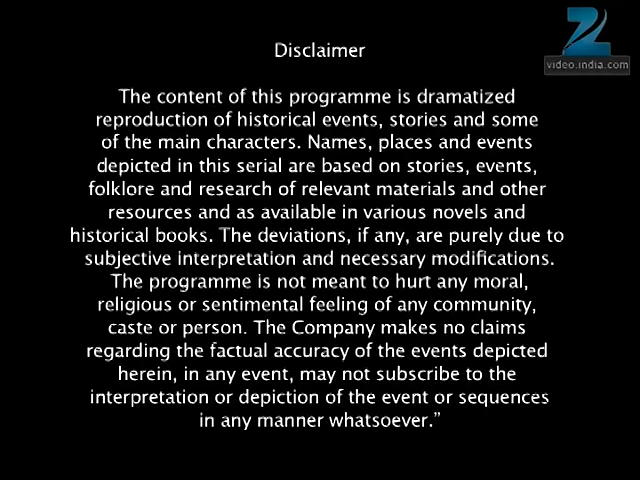 Z
video.india.com
Disclaimer
The content of this programme is dramatized
reproduction of historical events, stories and some
of the main characters. Names, places and events
depicted in this serial are based on stories, events,
folklore and research of relevant materials and other
resources and as available in various novels and
historical books. The deviations, if any, are purely due to
subjective interpretation and necessary modifications.
The programme is not meant to hurt any moral,
religious or sentimental feeling of any community,
caste or person. The Company makes no claims
regarding the factual accuracy of the events depicted
herein, in any event, may not subscribe to the
interpretation or depiction of the event or sequences
in any manner whatsoever.”